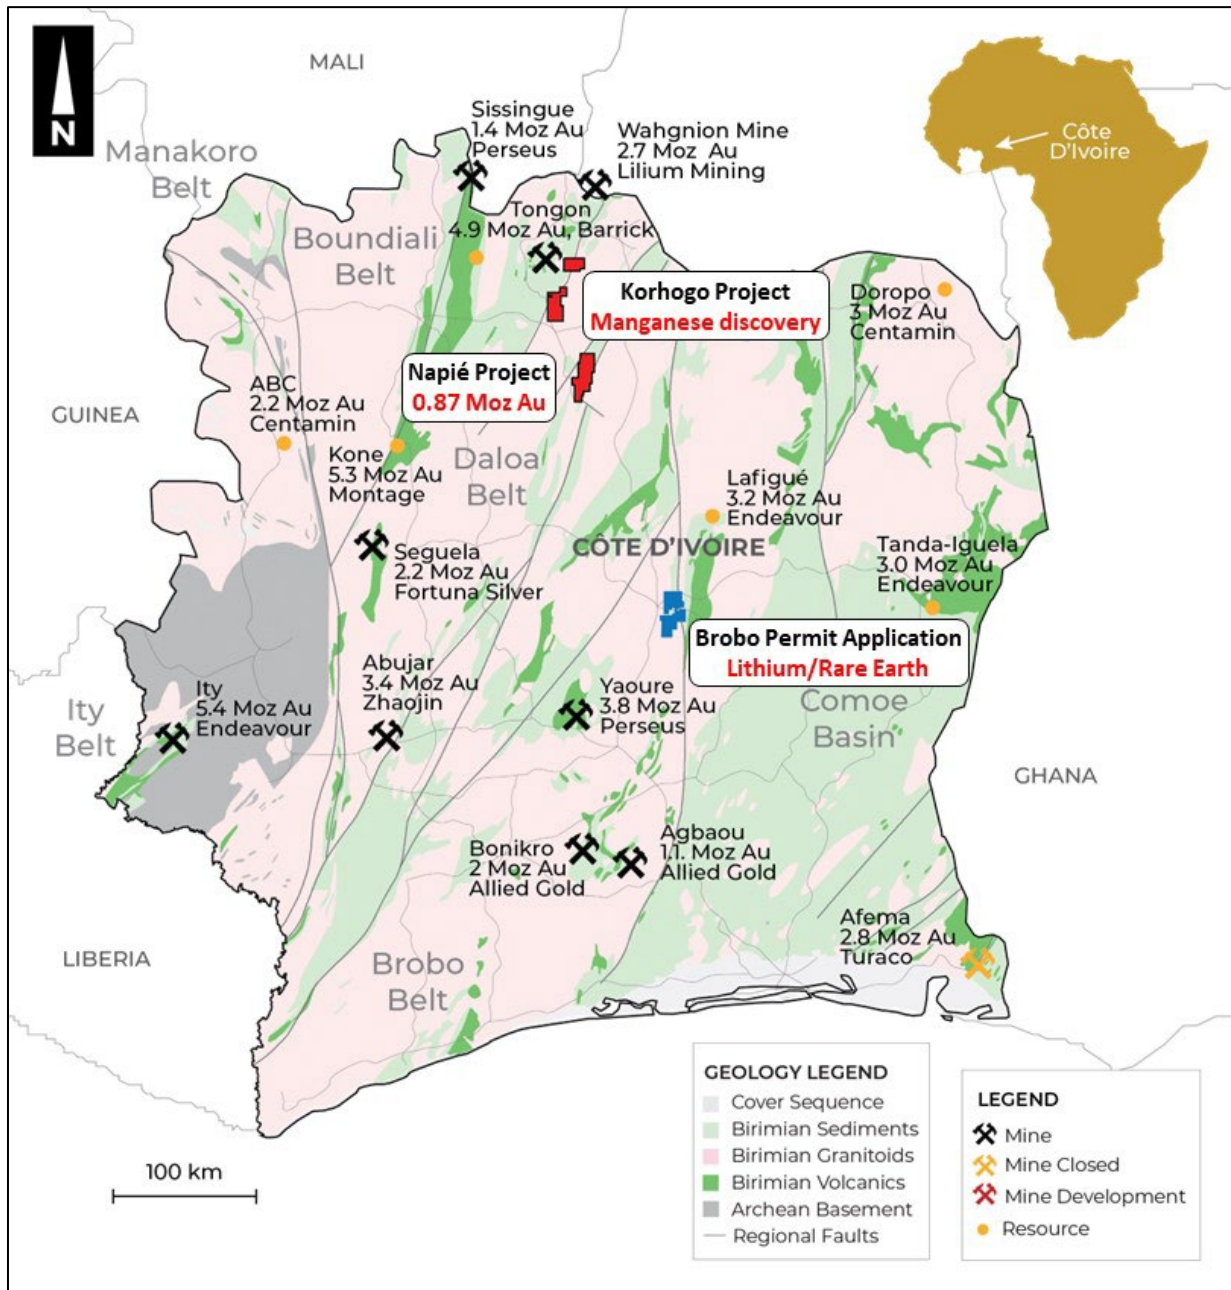 N
MALI
Manakoro
Belt
Sissingue
1.4 Moz Au
Perseus
Wahgnion Mine
2.7 Moz Au
Lilium Mining
Côte
D'Ivoire
Boundiali
Belt
Tongon
4.9 Moz Au, Barrick
Korhogo Project
Manganese discovery
Doropo
3 Moz Au
Centamin
Napié Project
0.87 Moz Au
GUINEA
ABC
2.2 Moz Au
Centamin
Kone
5.3 Moz Au
Montage
Daloa
Belt
Lafigué
3.2 Moz Au
Endeavour
CÔTE D'IVOIRE
Seguela
2.2 Moz Au
Fortuna Silver
Tanda-Iguela
3.0 Moz Au
Endeavour
Brobo Permit Application
Lithium/Rare Earth
Abujar
3.4 Moz Au
Zhaojin
Ity
5.4 Moz Au
Endeavour
Ity
Belt
Yaoure
3.8 Moz Au
Perseus
Comoe
Basin
GHANA
Bonikro
2 Moz Au
Allied Gold
Agbaou
1.1. Moz Au
Allied Gold
Afema
2.8 Moz Au
Turaco
LIBERIA
Brobo
Belt
100 km
GEOLOGY LEGEND
Cover Sequence
Birimian Sediments
Birimian Granitoids
Birimian Volcanics
Archean Basement
Regional Faults
LEGEND
Mine
Mine Closed
Mine Development
Resource